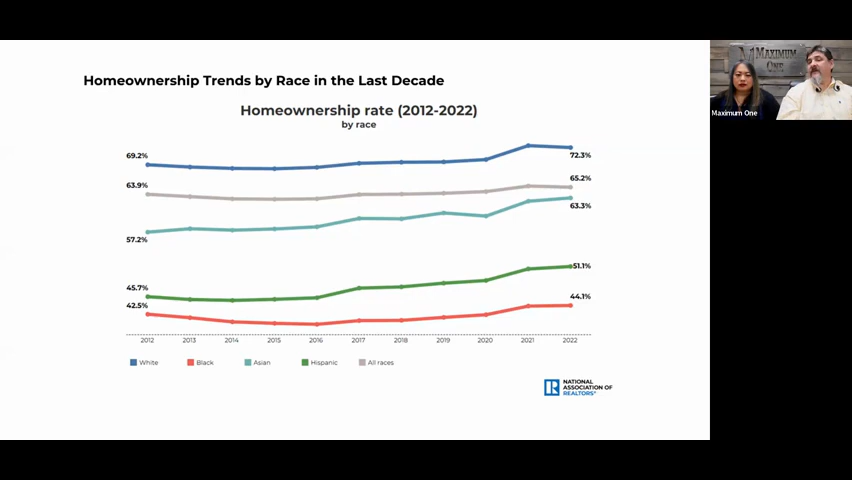 Homeownership Trends by Race in the Last Decade
Homeownership rate (2012-2022)
by race
69.2%
72.3%
63.9%
65.2%
57.2%
63.3%
45.7%
51.1%
42.5%
44.1%
2012 2013 2014 2015 2016 2017 2018 2019 2020 2021 2022
White Black Asian Hispanic All races
NATIONAL
ASSOCIATION OF
REALTORS®
MAXIMUM
ONE
Maximum One